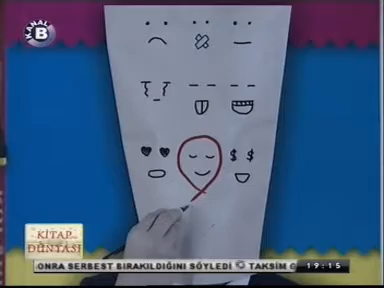 KANAL
B
$ $
KİTAP
DÜNYASI
ONRA SERBEST BIRAKILDIĞINI SÖYLEDİ TAKSİM G
19:15